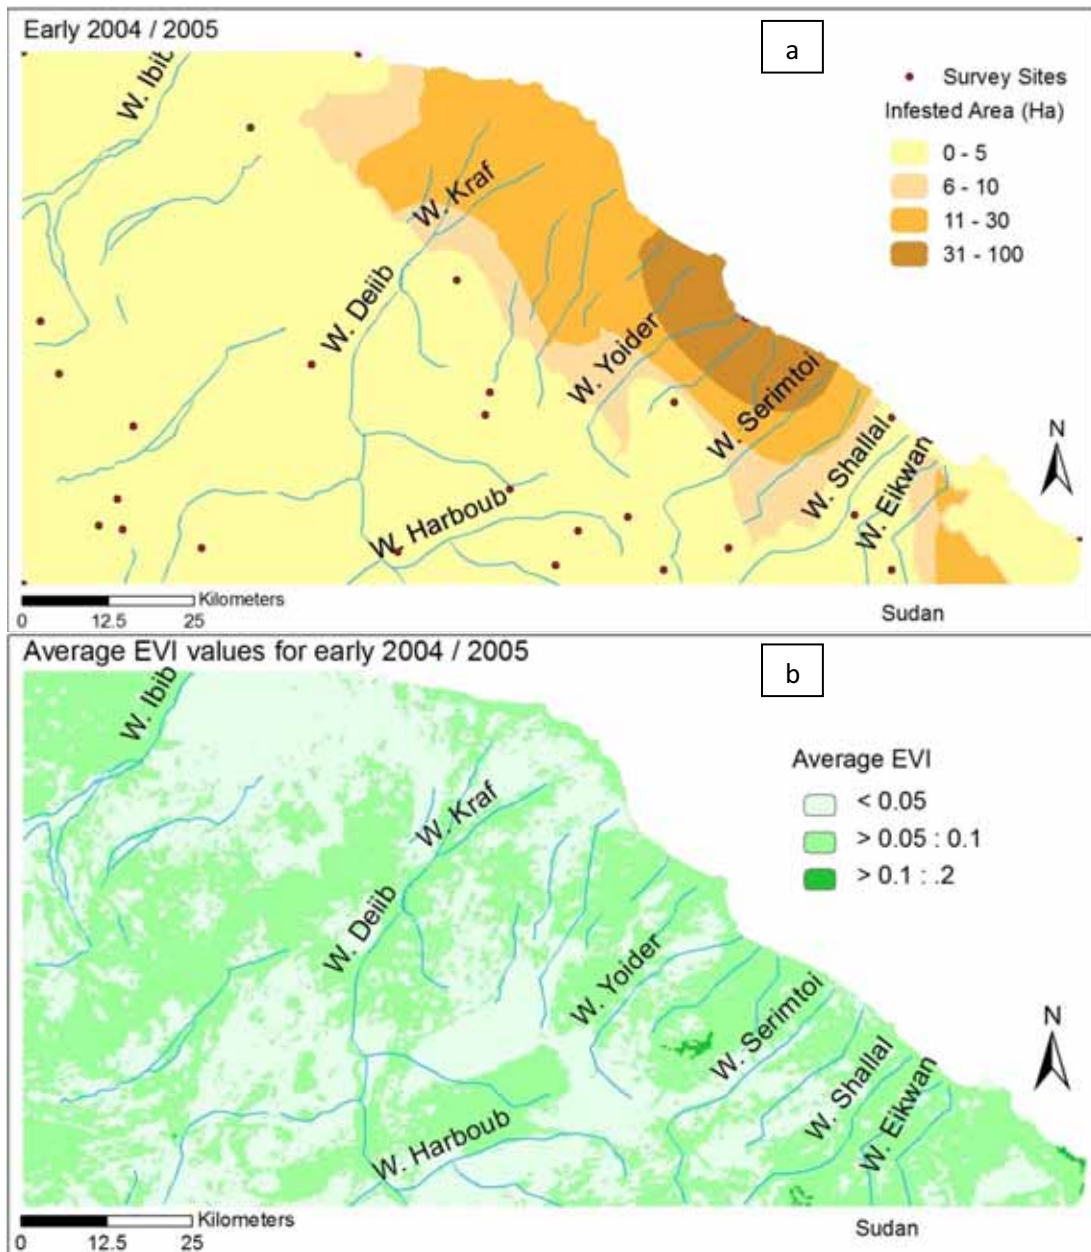 Early 2004 / 2005
a
W. Ibib
Survey Sites
Infested Area (Ha)
0 - 5
6 - 10
11 - 30
31 - 100
W. Kraf
W. Deiib
W. Yoider
W. Serimtoi
W. Shallal
W. Eikwan
W. Harboub
N
Kilometers
0 12.5 25
Sudan
Average EVI values for early 2004 / 2005
b
W. Ibib
Average EVI
< 0.05
> 0.05 : 0.1
> 0.1 : .2
W. Kraf
W. Deiib
W. Yoider
W. Serimtoi
W. Shallal
W. Eikwan
W. Harboub
N
Kilometers
0 12.5 25
Sudan